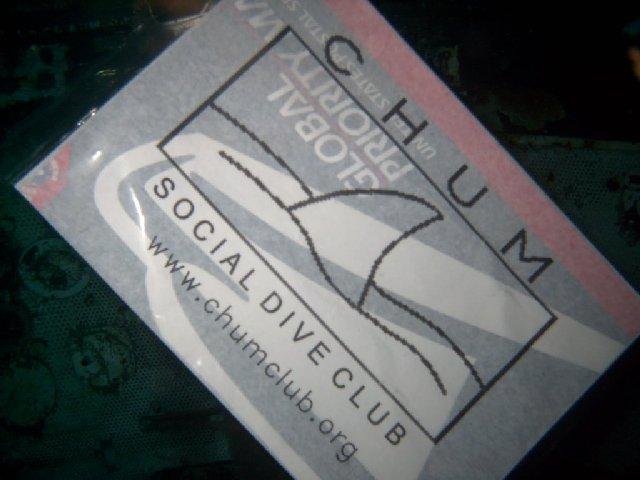 CHUM
SOCIAL DIVE CLUB
www.chumclub.org
GLOBAL
PRIORITY